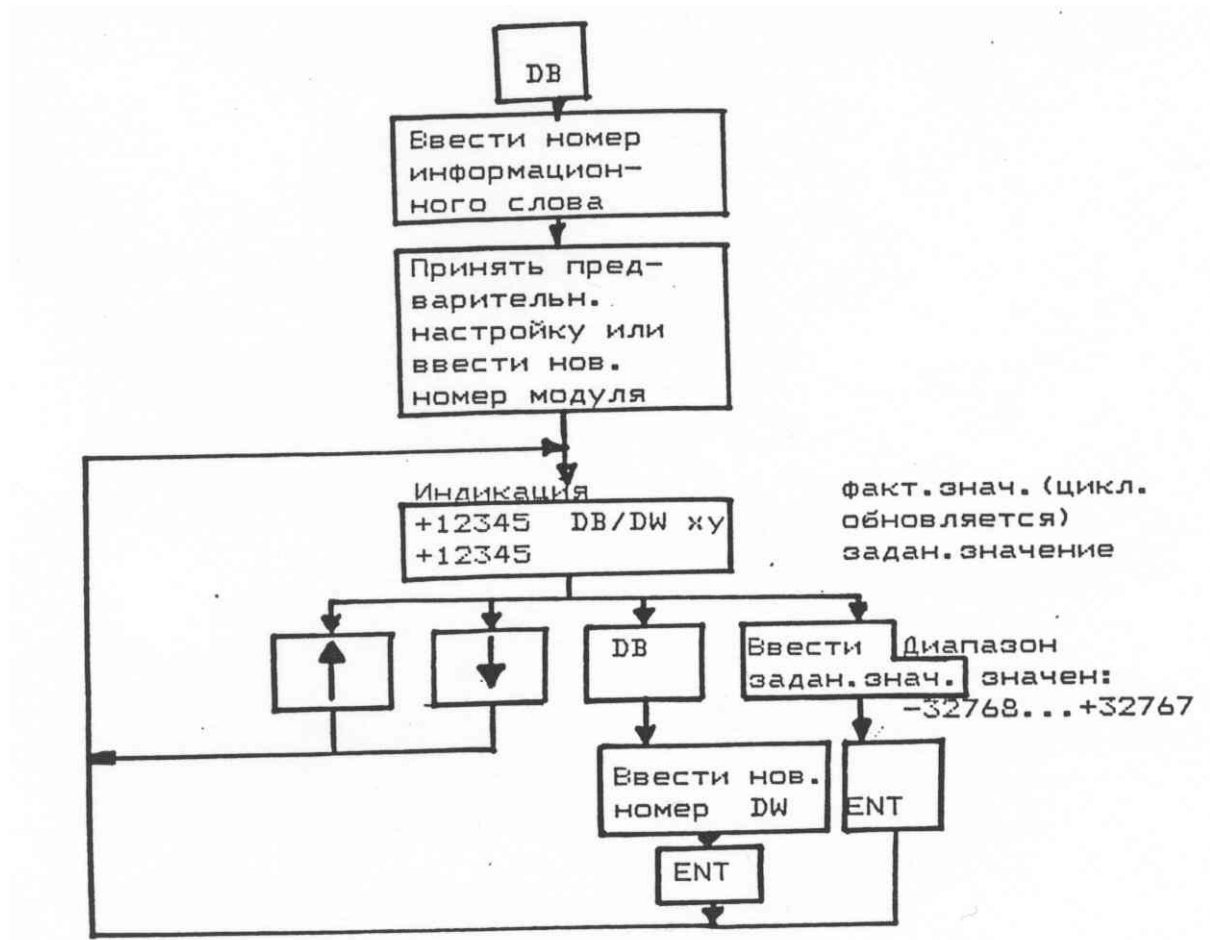 DB
Ввести номер
информацион-
ного слова
Принять пред-
варительн.
настройку или
ввести нов.
номер модуля
Индикация
+12345 DB/DW xy
+12345
факт.знач.(цикл.
обновляется)
задан.значение
DB
Ввести
задан.знач.
Диапазон
значен:
-32768...+32767
Ввести нов.
номер DW
ENT
ENT